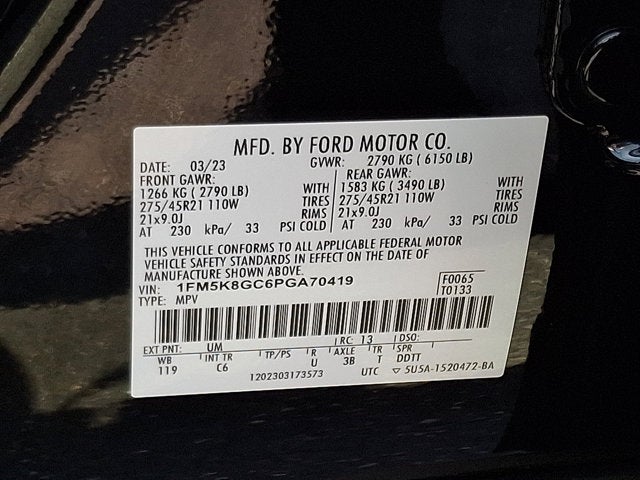 MFD. BY FORD MOTOR CO.
DATE: 03/23 GVWR: 2790 KG ( 6150 LB)
FRONT GAWR: REAR GAWR:
1266 KG ( 2790 LB) WITH 1583 KG ( 3490 LB) WITH
275/45R21 110W TIRES 275/45R21 110W TIRES
21x9.0J RIMS 21x9.0J RIMS
AT 230 kPa/ 33 PSI COLD AT 230 kPa/ 33 PSI COLD
THIS VEHICLE CONFORMS TO ALL APPLICABLE FEDERAL MOTOR
VEHICLE SAFETY STANDARDS IN EFFECT ON THE DATE OF
MANUFACTURE SHOWN ABOVE.
VIN: 1FM5K8GC6PGA70419 F0065
TYPE: MPV T0133
EXT PNT: UM RC: 13 DSO:
WB INT TR TP/PS R AXLE TR SPR
119 C6 U 3B T DDTT
1202303173573 UTC ▽ 5U5A-1520472-BA